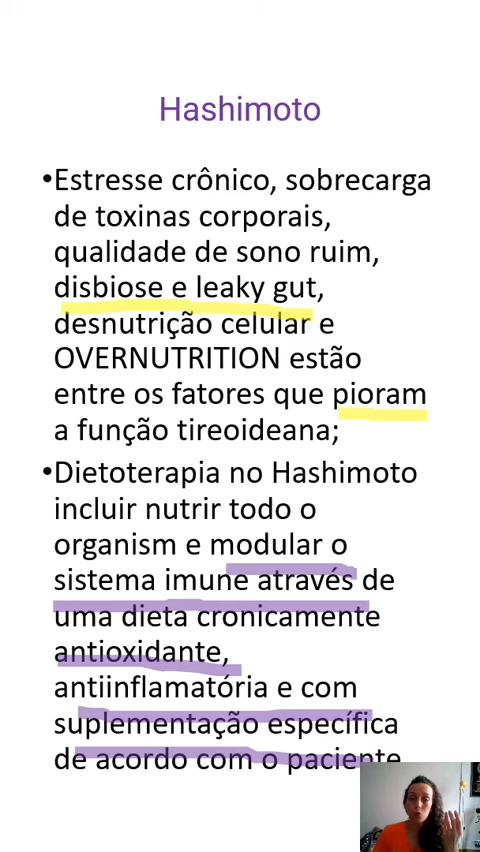 Hashimoto
•Estresse crônico, sobrecarga
de toxinas corporais,
qualidade de sono ruim,
disbiose e leaky gut,
desnutrição celular e
OVERNUTRITION estão
entre os fatores que pioram
a função tireoideana;
•Dietoterapia no Hashimoto
incluir nutrir todo o
organism e modular o
sistema imune através de
uma dieta cronicamente
antioxidante,
antiinflamatória e com
suplementação específica
de acordo com o paciente